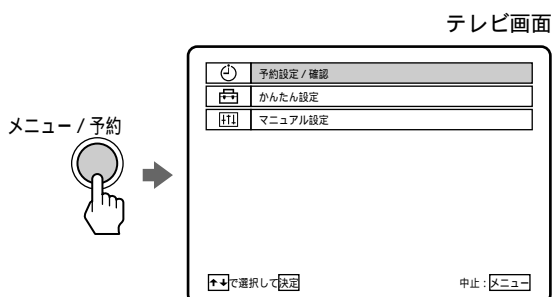 テレビ画面
予約設定 / 確認
かんたん設定
マニュアル設定
メニュー / 予約
↑↓で選択して決定
中止 : メニュー